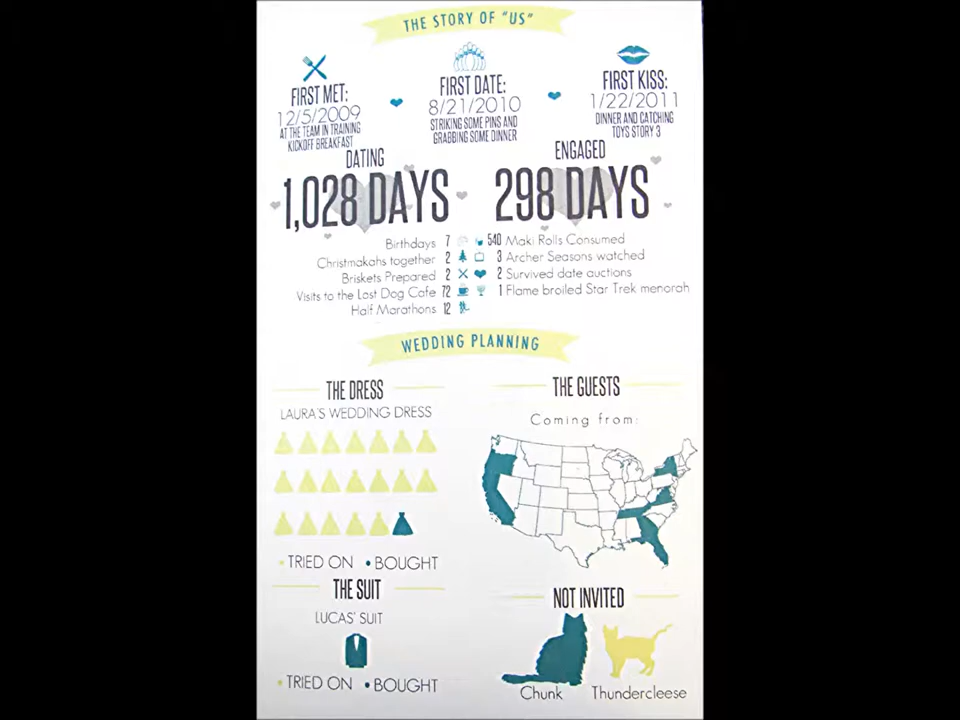 THE STORY OF "US"
FIRST MET:
12/5/2009
AT THE TEAM IN TRAINING
KICKOFF BREAKFAST
FIRST DATE:
8/21/2010
STRIKING SOME PINS AND
GRABBING SOME DINNER
FIRST KISS:
1/22/2011
DINNER AND CATCHING
TOYS STORY 3
DATING
1,028 DAYS
ENGAGED
298 DAYS
Birthdays 7
Christmakahs together 2
Briskets Prepared 2
Visits to the Lost Dog Cafe 72
Half Marathons 12
540 Maki Rolls Consumed
3 Archer Seasons watched
2 Survived date auctions
1 Flame broiled Star Trek menorah
WEDDING PLANNING
THE DRESS
LAURA'S WEDDING DRESS
• TRIED ON • BOUGHT
THE SUIT
LUCAS' SUIT
• TRIED ON • BOUGHT
THE GUESTS
Coming from:
NOT INVITED
Chunk Thundercleese